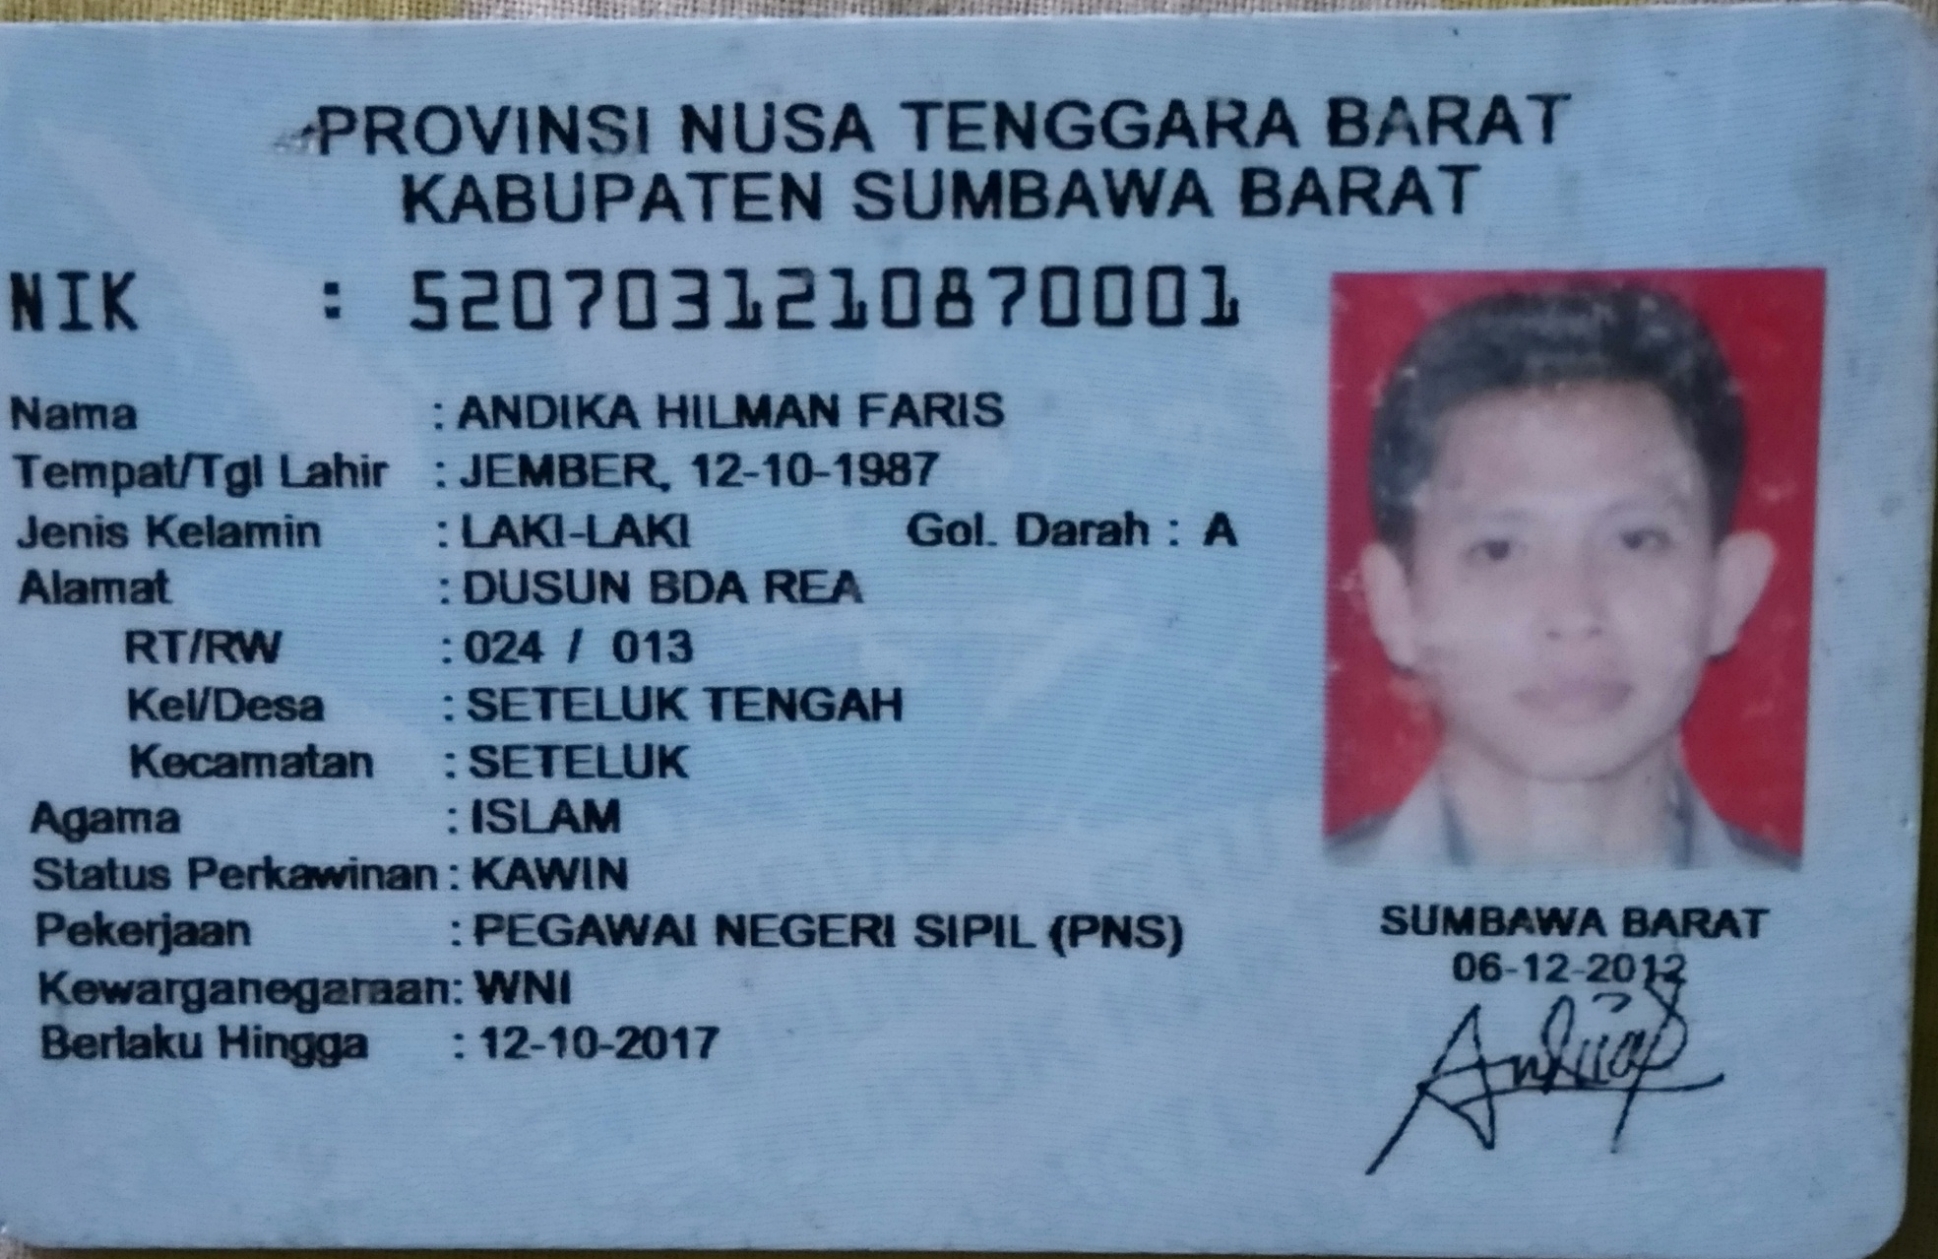 PROVINSI NUSA TENGGARA BARAT
KABUPATEN SUMBAWA BARAT
NIK : 5207031210870001
Nama : ANDIKA HILMAN FARIS
Tempat/Tgl Lahir : JEMBER, 12-10-1987
Jenis Kelamin : LAKI-LAKI Gol. Darah : A
Alamat : DUSUN BDA REA
RT/RW : 024 / 013
Kel/Desa : SETELUK TENGAH
Kecamatan : SETELUK
Agama : ISLAM
Status Perkawinan : KAWIN
Pekerjaan : PEGAWAI NEGERI SIPIL (PNS)
Kewarganegaraan: WNI
Berlaku Hingga : 12-10-2017
SUMBAWA BARAT
06-12-2012